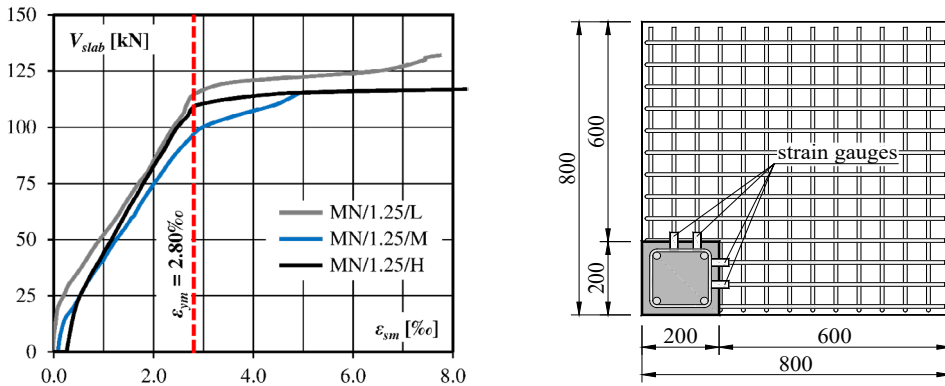 150
V_slab [kN]
125
100
75
50
25
0
0.0
2.0
4.0
6.0
8.0
ε_sm [‰]
ε_ym = 2.80‰
MN/1.25/L
MN/1.25/M
MN/1.25/H
800
600
200
strain gauges
200
600
800